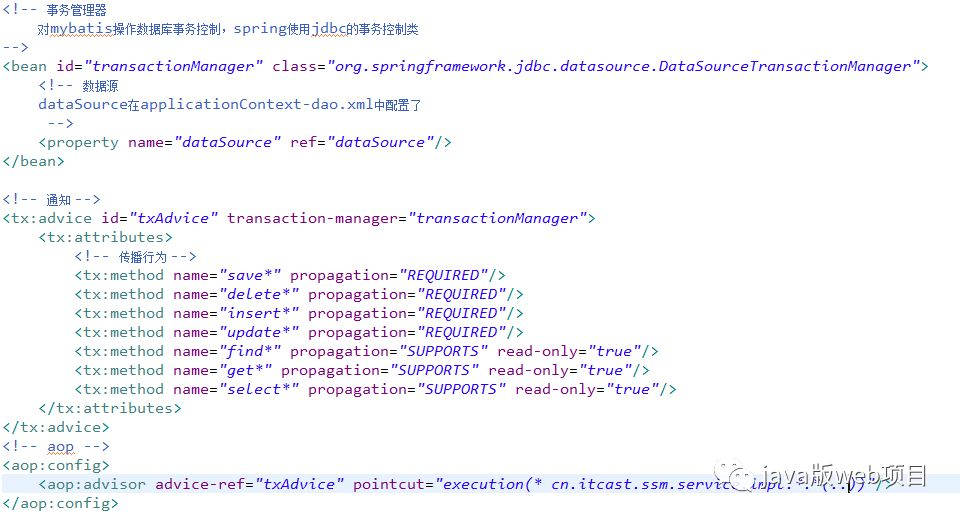 <!-- 事务管理器
对mybatis操作数据库事务控制，spring使用jdbc的事务控制类
-->
<bean id="transactionManager" class="org.springframework.jdbc.datasource.DataSourceTransactionManager">
<!-- 数据源
dataSource在applicationContext-dao.xml中配置了
-->
<property name="dataSource" ref="dataSource"/>
</bean>
<!-- 通知 -->
<tx:advice id="txAdvice" transaction-manager="transactionManager">
<tx:attributes>
<!-- 传播行为 -->
<tx:method name="save*" propagation="REQUIRED"/>
<tx:method name="delete*" propagation="REQUIRED"/>
<tx:method name="insert*" propagation="REQUIRED"/>
<tx:method name="update*" propagation="REQUIRED"/>
<tx:method name="find*" propagation="SUPPORTS" read-only="true"/>
<tx:method name="get*" propagation="SUPPORTS" read-only="true"/>
<tx:method name="select*" propagation="SUPPORTS" read-only="true"/>
</tx:attributes>
</tx:advice>
<!-- aop -->
<aop:config>
<aop:advisor advice-ref="txAdvice" pointcut="execution(* cn.itcast.ssm.service.impl.
java版web项目
</aop:config>